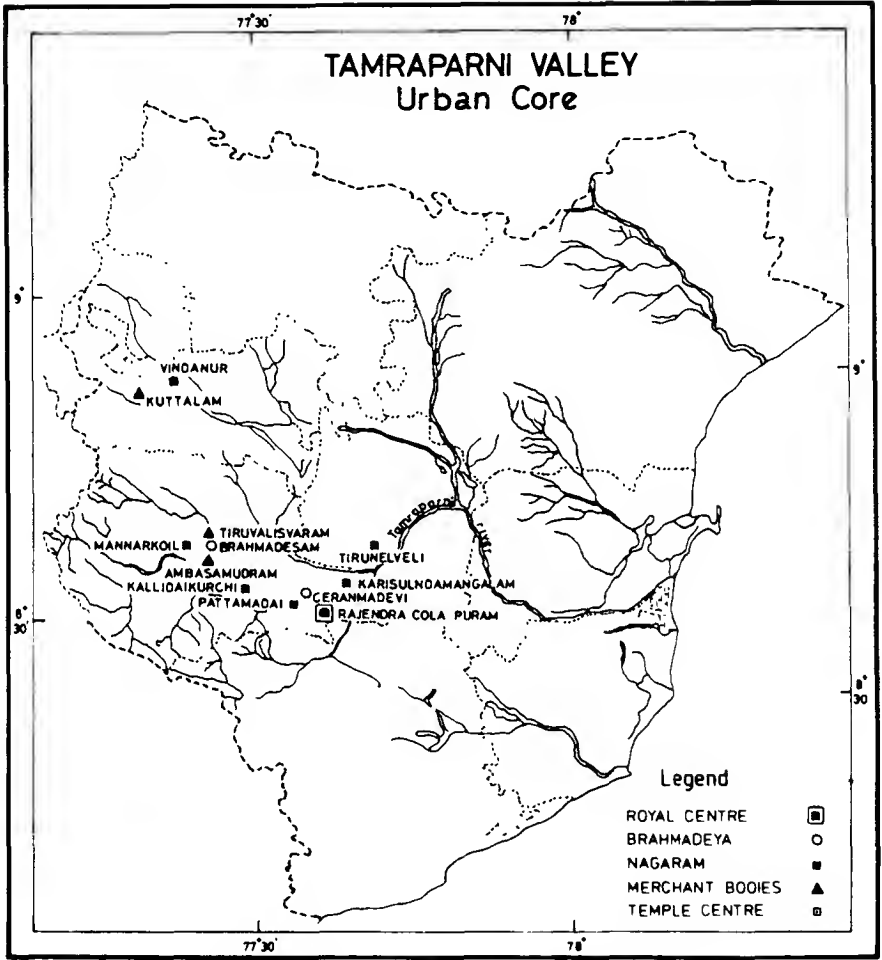 77°30'
78°
TAMRAPARNI VALLEY
Urban Core
9°
9°
VINDANUR
KUTTALAM
Tamraparni
river
TIRUVALISVARAM
MANNARKOIL
BRAHMADESAM
TIRUNELVELI
AMBASAMUDRAM
KALLIDAIKURCHI
KARISULNDAMANGALAM
PATTAMADAI
CERANMADEVI
RAJENDRA COLA PURAM
8°
30
8°
30
Legend
ROYAL CENTRE
BRAHMADEYA
NAGARAM
MERCHANT BODIES
TEMPLE CENTRE
77°30'
78°